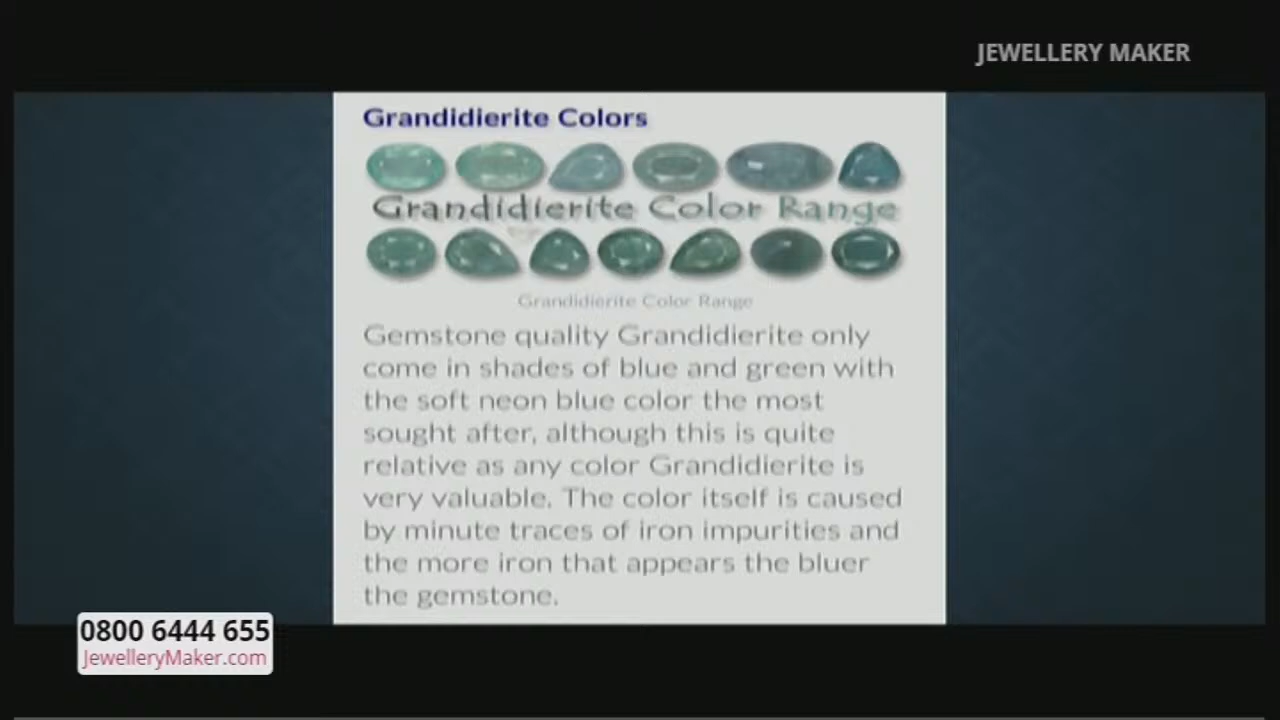 JEWELLERY MAKER
Grandidierite Colors
Grandidierite Color Range
Grandidierite Color Range
Gemstone quality Grandidierite only
come in shades of blue and green with
the soft neon blue color the most
sought after, although this is quite
relative as any color Grandidierite is
very valuable. The color itself is caused
by minute traces of iron impurities and
the more iron that appears the bluer
the gemstone.
0800 6444 655
JewelleryMaker.com